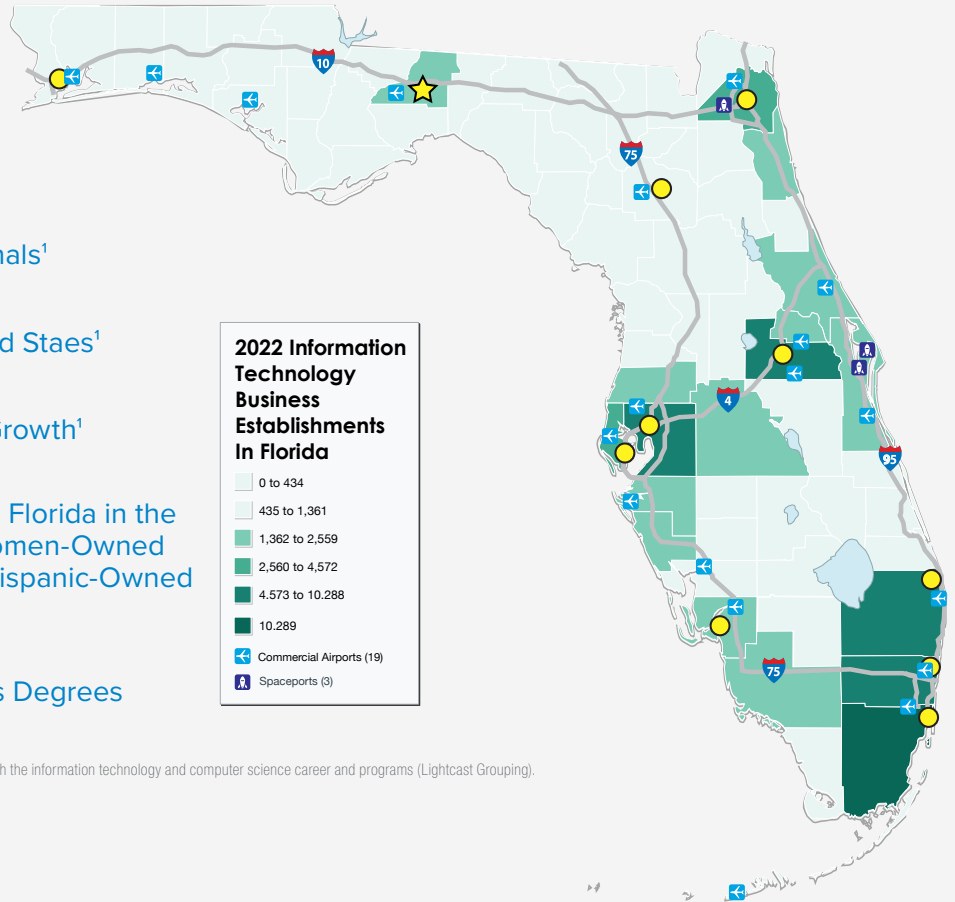 10
75
nals¹
d Staes¹
Growth¹
Florida in the
omen-Owned
ispanic-Owned
s Degrees
2022 Information
Technology
Business
Establishments
In Florida
0 to 434
435 to 1,361
1,362 to 2,559
2,560 to 4,572
4.573 to 10.288
10.289
Commercial Airports (19)
Spaceports (3)
4
95
75
h the information technology and computer science career and programs (Lightcast Grouping).